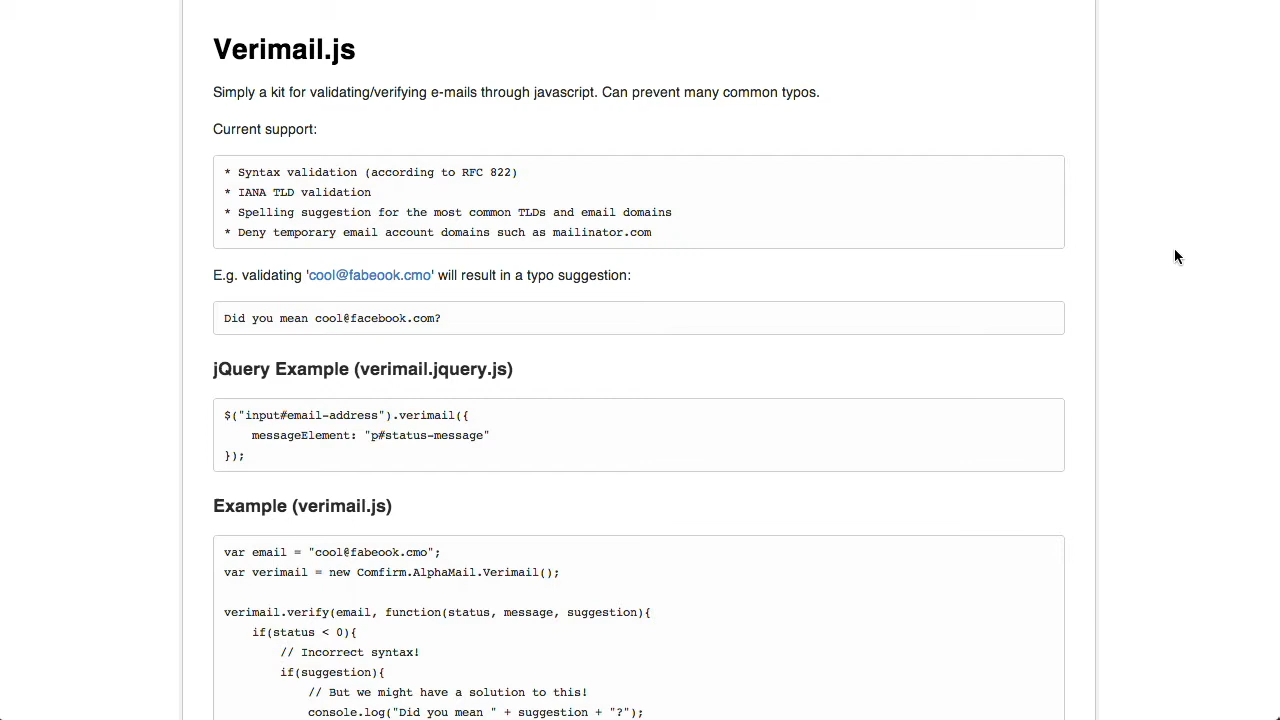 Verimail.js
Simply a kit for validating/verifying e-mails through javascript. Can prevent many common typos.
Current support:
* Syntax validation (according to RFC 822)
* IANA TLD validation
* Spelling suggestion for the most common TLDs and email domains
* Deny temporary email account domains such as mailinator.com
E.g. validating 'cool@fabeook.cmo' will result in a typo suggestion:
Did you mean cool@facebook.com?
jQuery Example (verimail.jquery.js)
$("input#email-address").verimail({
    messageElement: "p#status-message"
});
Example (verimail.js)
var email = "cool@fabeook.cmo";
var verimail = new Comfirm.AlphaMail.Verimail();
verimail.verify(email, function(status, message, suggestion){
    if(status < 0){
        // Incorrect syntax!
        if(suggestion){
            // But we might have a solution to this!
            console.log("Did you mean " + suggestion + "?");